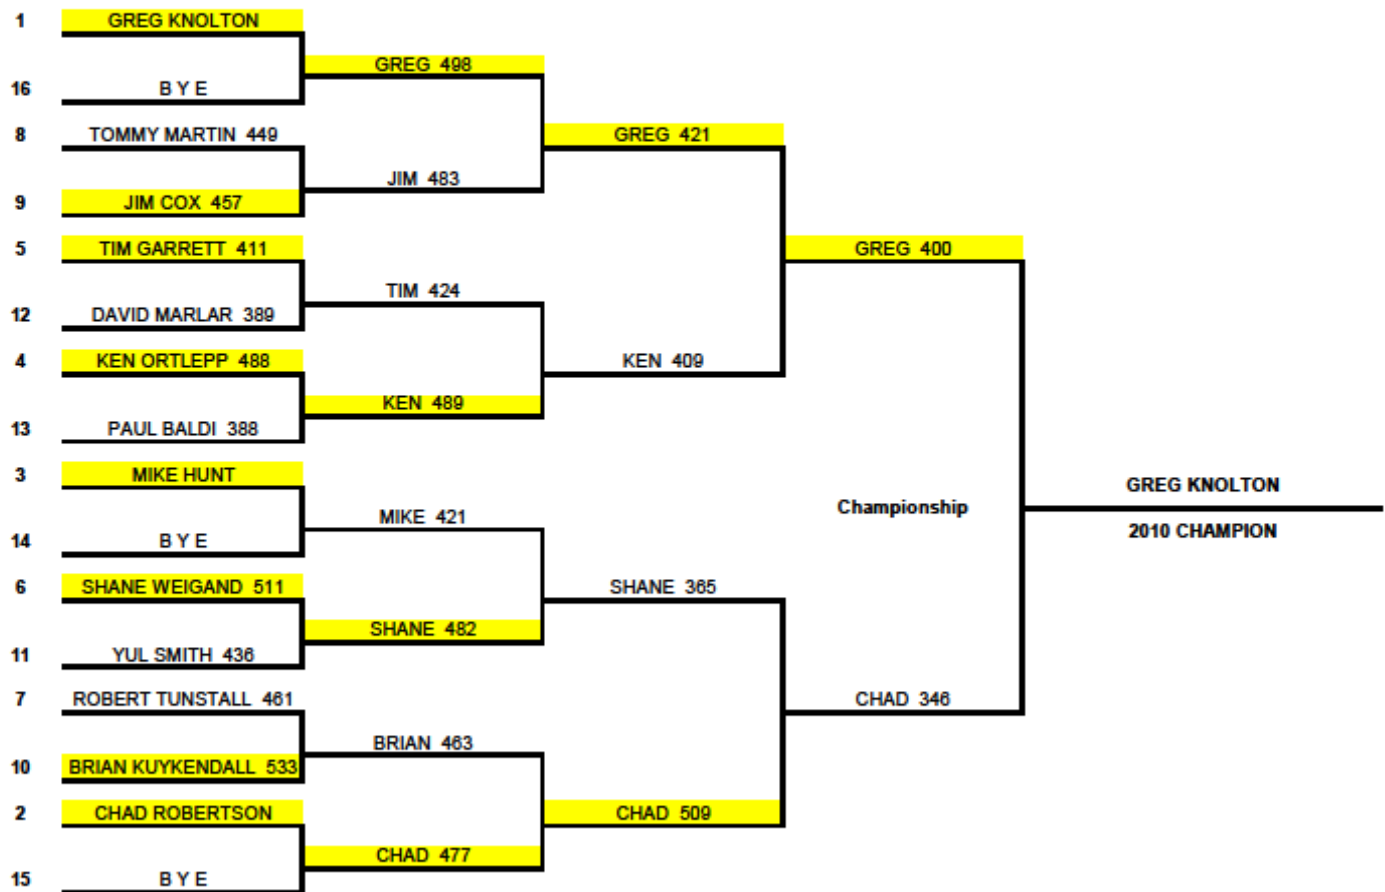 1 GREG KNOLTON
GREG 498
16 B Y E
8 TOMMY MARTIN 449
GREG 421
JIM 483
9 JIM COX 457
5 TIM GARRETT 411
GREG 400
TIM 424
12 DAVID MARLAR 389
4 KEN ORTLEPP 488
KEN 409
KEN 489
13 PAUL BALDI 388
3 MIKE HUNT
GREG KNOLTON
MIKE 421
Championship
2010 CHAMPION
14 B Y E
6 SHANE WEIGAND 511
SHANE 365
SHANE 482
11 YUL SMITH 436
7 ROBERT TUNSTALL 461
CHAD 346
BRIAN 463
10 BRIAN KUYKENDALL 533
2 CHAD ROBERTSON
CHAD 509
CHAD 477
15 B Y E